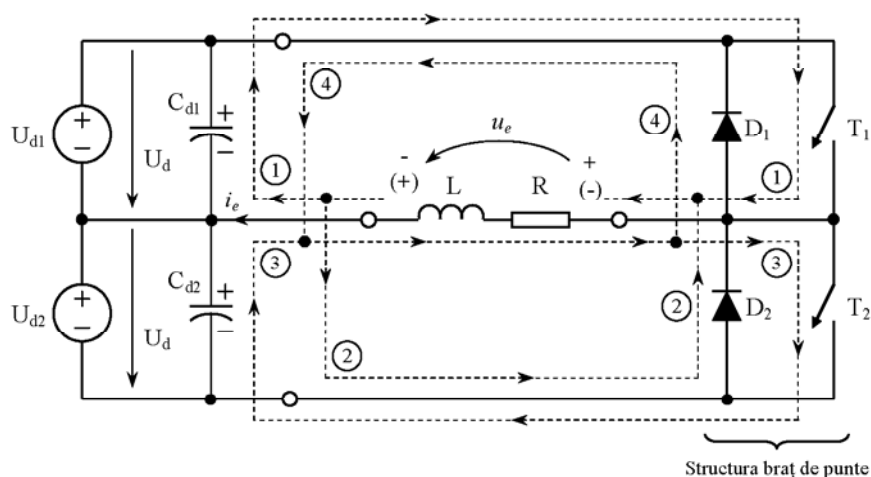 4
C_d1
+
U_d1
+
−
U_d
−
1
-
(+)
u_e
+
(-)
4
D_1
T_1
1
i_e
L
R
C_d2
+
3
3
U_d2
+
−
U_d
−
2
2
D_2
T_2
Structura braț de punte